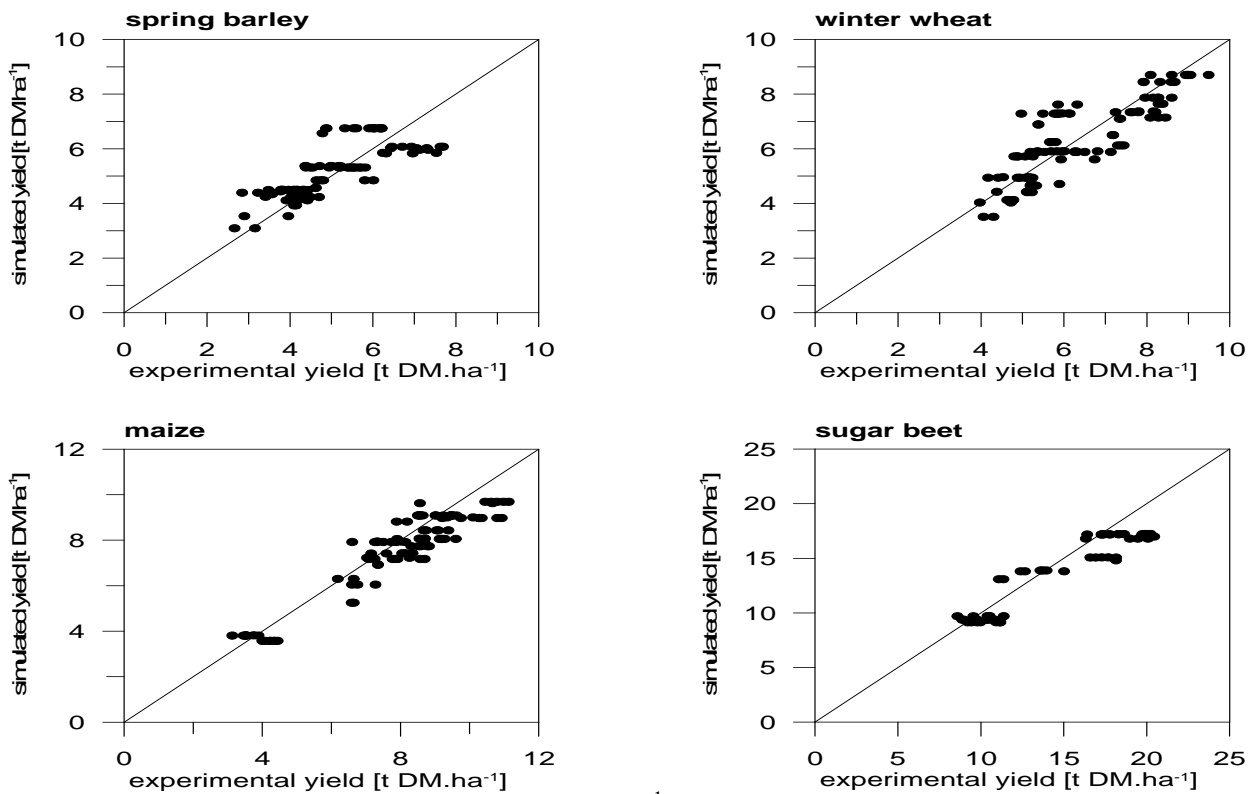 spring barley
10
8
6
4
2
0
simulated yield [t DM.ha-1]
0 2 4 6 8 10
experimental yield [t DM.ha-1]
winter wheat
10
8
6
4
2
0
simulated yield [t DM.ha-1]
0 2 4 6 8 10
experimental yield [t DM.ha-1]
maize
12
8
4
0
simulated yield [t DM.ha-1]
0 4 8 12
experimental yield [t DM.ha-1]
sugar beet
25
20
15
10
5
0
simulated yield [t DM.ha-1]
0 5 10 15 20 25
experimental yield [t DM.ha-1]